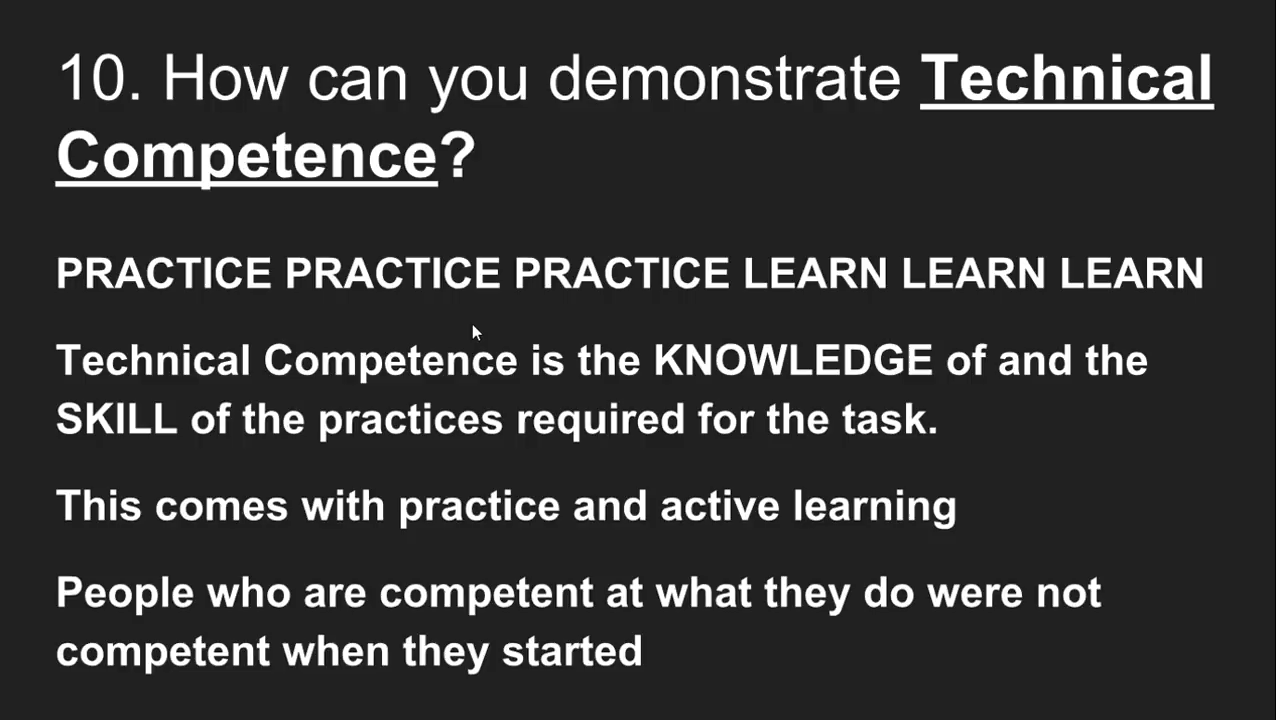 10. How can you demonstrate Technical
Competence?
PRACTICE PRACTICE PRACTICE LEARN LEARN LEARN
Technical Competence is the KNOWLEDGE of and the
SKILL of the practices required for the task.
This comes with practice and active learning
People who are competent at what they do were not
competent when they started